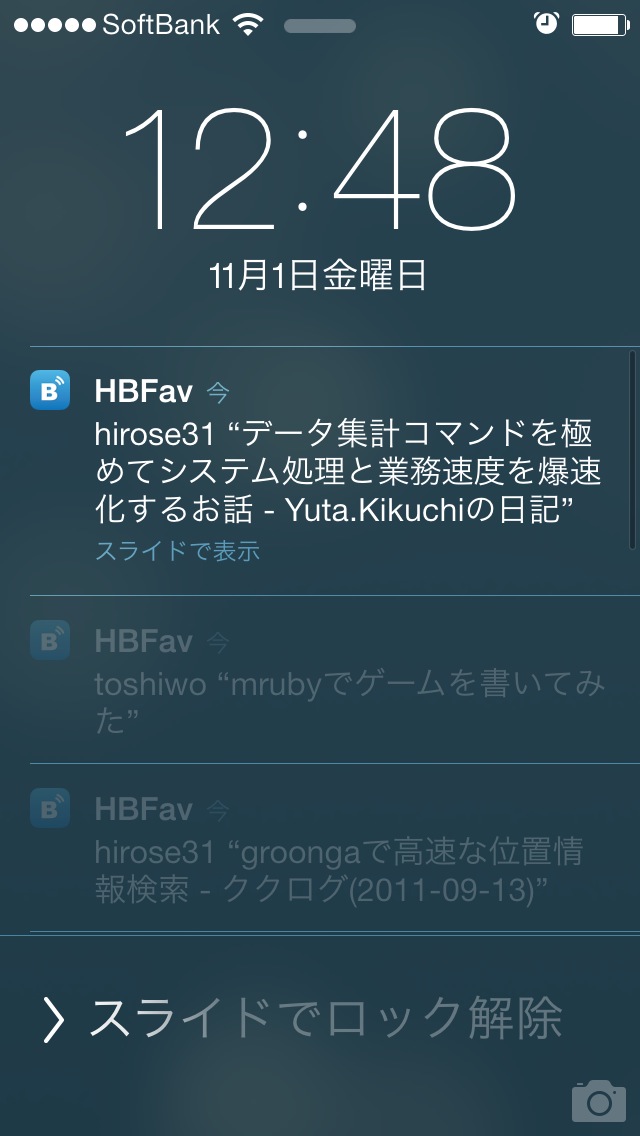 SoftBank
12:48
11月1日金曜日
HBFav 今
hirose31 “データ集計コマンドを極
めてシステム処理と業務速度を爆速
化するお話 - Yuta.Kikuchiの日記”
スライドで表示
HBFav 今
toshiwo “mrubyでゲームを書いてみ
た”
HBFav 今
hirose31 “groongaで高速な位置情
報検索 - ククログ(2011-09-13)”
スライドでロック解除